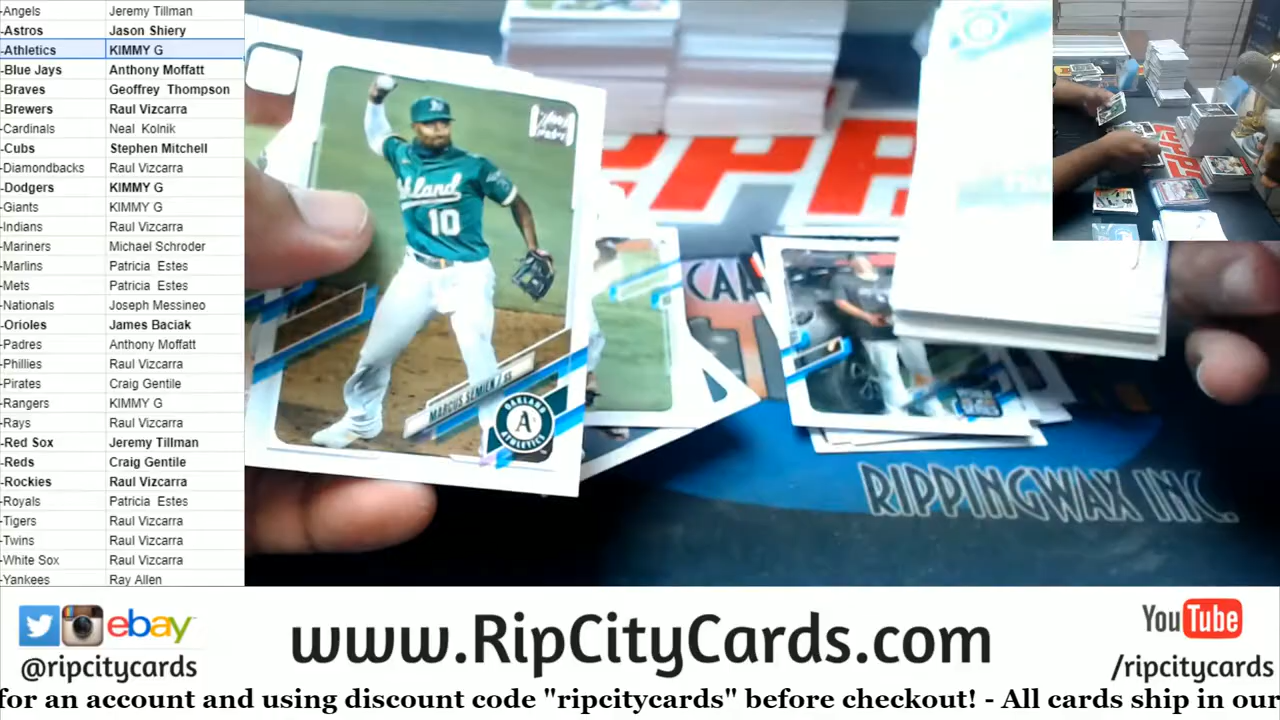 -Angels Jeremy Tillman
-Astros Jason Shiery
-Athletics KIMMY G
-Blue Jays Anthony Moffatt
-Braves Geoffrey Thompson
-Brewers Raul Vizcarra
-Cardinals Neal Kolnik
-Cubs Stephen Mitchell
-Diamondbacks Raul Vizcarra
-Dodgers KIMMY G
-Giants KIMMY G
-Indians Raul Vizcarra
-Mariners Michael Schroder
-Marlins Patricia Estes
-Mets Patricia Estes
-Nationals Joseph Messineo
-Orioles James Baciak
-Padres Anthony Moffatt
-Phillies Raul Vizcarra
-Pirates Craig Gentile
-Rangers KIMMY G
-Rays Raul Vizcarra
-Red Sox Jeremy Tillman
-Reds Craig Gentile
-Rockies Raul Vizcarra
-Royals Patricia Estes
-Tigers Raul Vizcarra
-Twins Raul Vizcarra
-White Sox Raul Vizcarra
-Yankees Ray Allen
10
MARCUS SEMIEN / SS
OAKLAND
A's
ATHLETICS
RIPPINGWAX INC.
ebay
@ripcitycards
www.RipCityCards.com
YouTube
/ripcitycards
for an account and using discount code "ripcitycards" before checkout! - All cards ship in our